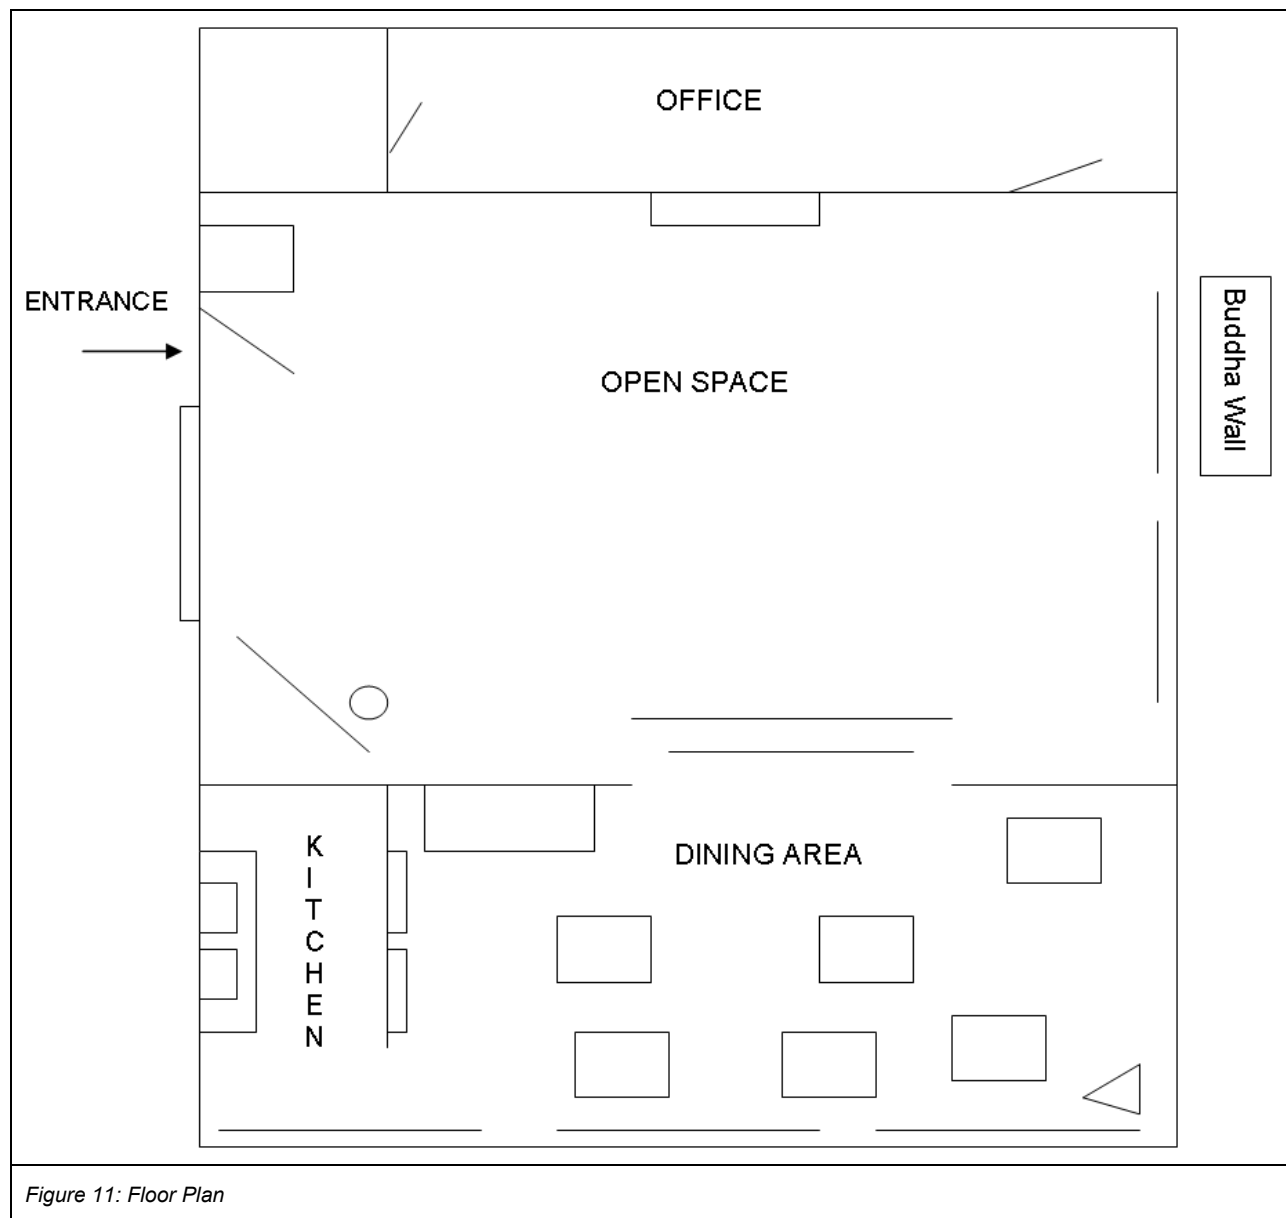 OFFICE
ENTRANCE
Buddha Wall
OPEN SPACE
DINING AREA
KITCHEN
Figure 11: Floor Plan